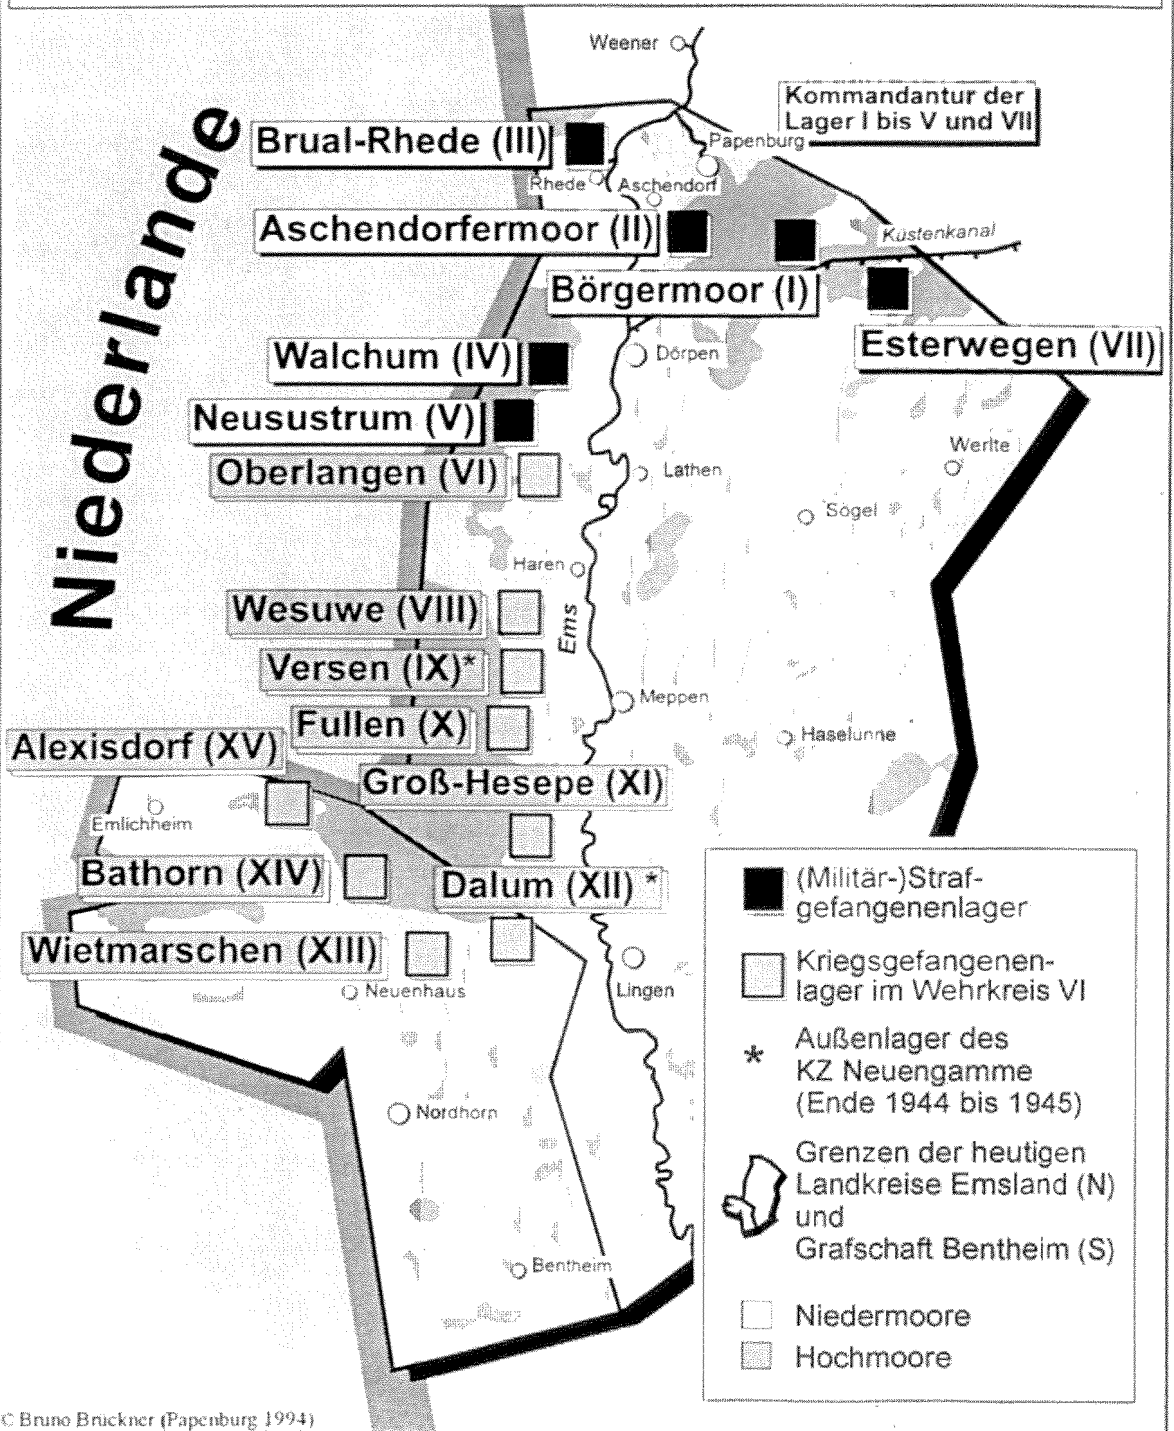 Weener
Kommandantur der
Lager I bis V und VII
Niederlande
Brual-Rhede (III)
Papenburg
Rhede
Aschendorf
Aschendorfermoor (II)
Küstenkanal
Börgermoor (I)
Esterwegen (VII)
Walchum (IV)
Dörpen
Neusustrum (V)
Werlte
Oberlangen (VI)
Lathen
Sögel
Haren
Wesuwe (VIII)
Ems
Versen (IX)*
Meppen
Fullen (X)
Haselünne
Alexisdorf (XV)
Groß-Hesepe (XI)
Emlichheim
Bathorn (XIV)
Dalum (XII) *
Wietmarschen (XIII)
Neuenhaus
Lingen
Nordhorn
Bentheim
(Militär-)Straf-
gefangenenlager
Kriegsgefangenen-
lager im Wehrkreis VI
* Außenlager des
KZ Neuengamme
(Ende 1944 bis 1945)
Grenzen der heutigen
Landkreise Emsland (N)
und
Grafschaft Bentheim (S)
Niedermoore
Hochmoore
© Bruno Brückner (Papenburg 1994)